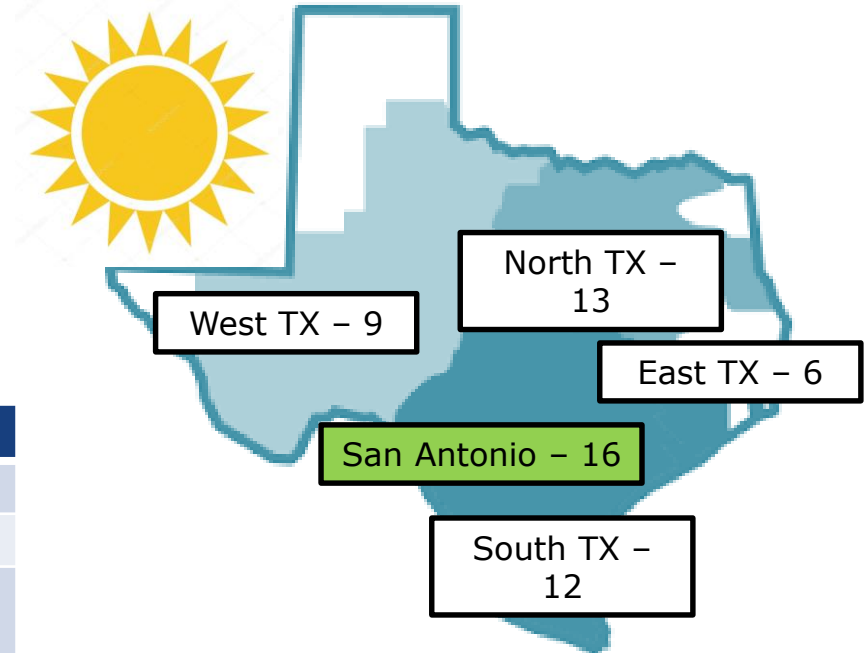 North TX –
13
West TX – 9
East TX – 6
San Antonio – 16
South TX –
12